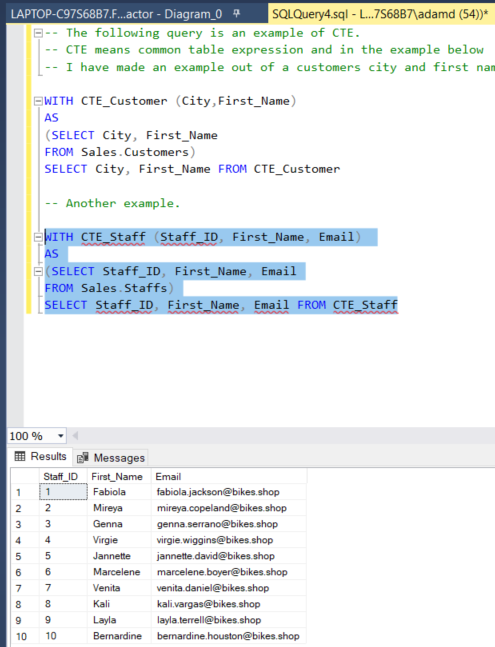 LAPTOP-C97S68B7.F...actor - Diagram_0
SQLQuery4.sql - L...7S68B7\adamd (54))*
-- The following query is an example of CTE.
-- CTE means common table expression and in the example below
-- I have made an example out of a customers city and first
WITH CTE_Customer (City,First_Name)
AS
(SELECT City, First_Name
FROM Sales.Customers)
SELECT City, First_Name FROM CTE_Customer
-- Another example.
WITH CTE_Staff (Staff_ID, First_Name, Email)
AS
(SELECT Staff_ID, First_Name, Email
FROM Sales.Staffs)
SELECT Staff_ID, First_Name, Email FROM CTE_Staff
100 %
Results Messages
Staff_ID First_Name Email
1 1 Fabiola fabiola.jackson@bikes.shop
2 2 Mireya mireya.copeland@bikes.shop
3 3 Genna genna.serrano@bikes.shop
4 4 Virgie virgie.wiggins@bikes.shop
5 5 Jannette jannette.david@bikes.shop
6 6 Marcelene marcelene.boyer@bikes.shop
7 7 Venita venita.daniel@bikes.shop
8 8 Kali kali.vargas@bikes.shop
9 9 Layla layla.terrell@bikes.shop
10 10 Bernardine bernardine.houston@bikes.shop